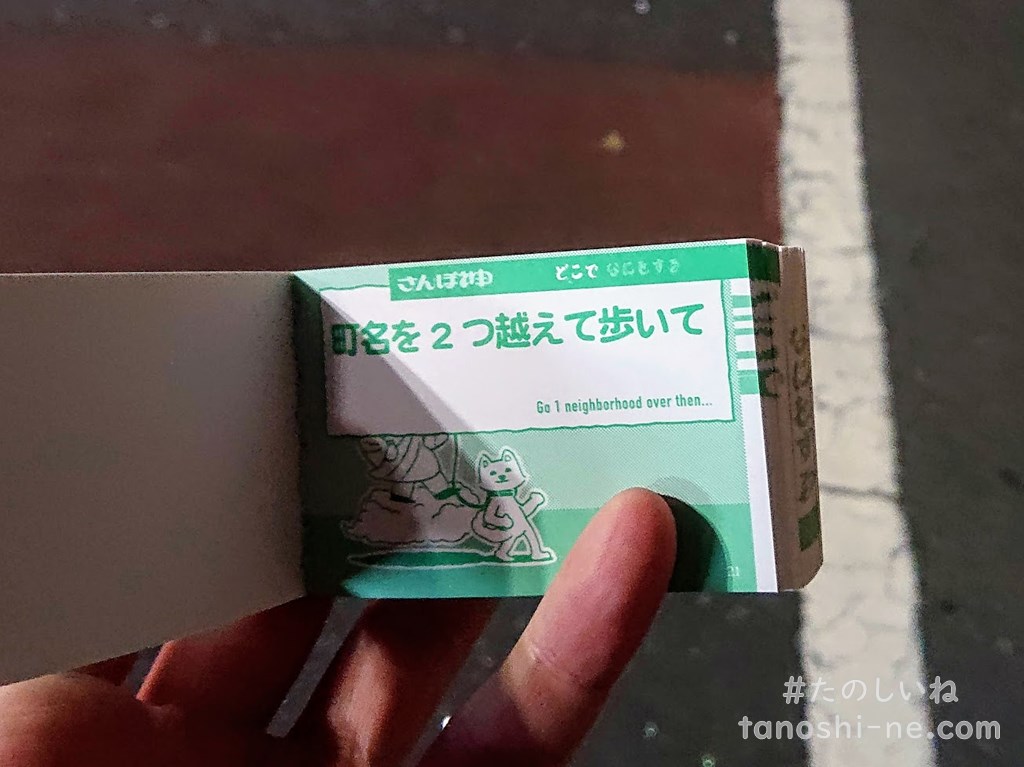 さんぽ神 どこで なにをする
町名を2つ越えて歩いて
Go 1 neighborhood over then...
21
#たのしいね
tanoshi-ne.com